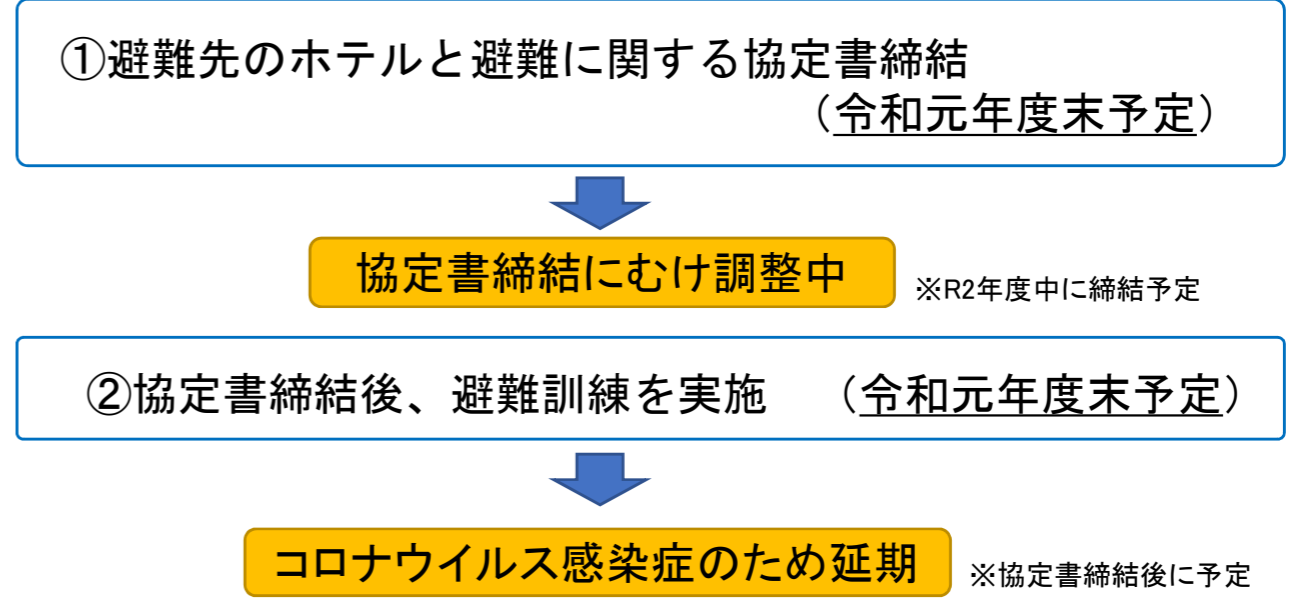 ①避難先のホテルと避難に関する協定書締結
（令和元年度末予定）
協定書締結にむけ調整中 ※R2年度中に締結予定
②協定書締結後、避難訓練を実施 （令和元年度末予定）
コロナウイルス感染症のため延期 ※協定書締結後に予定